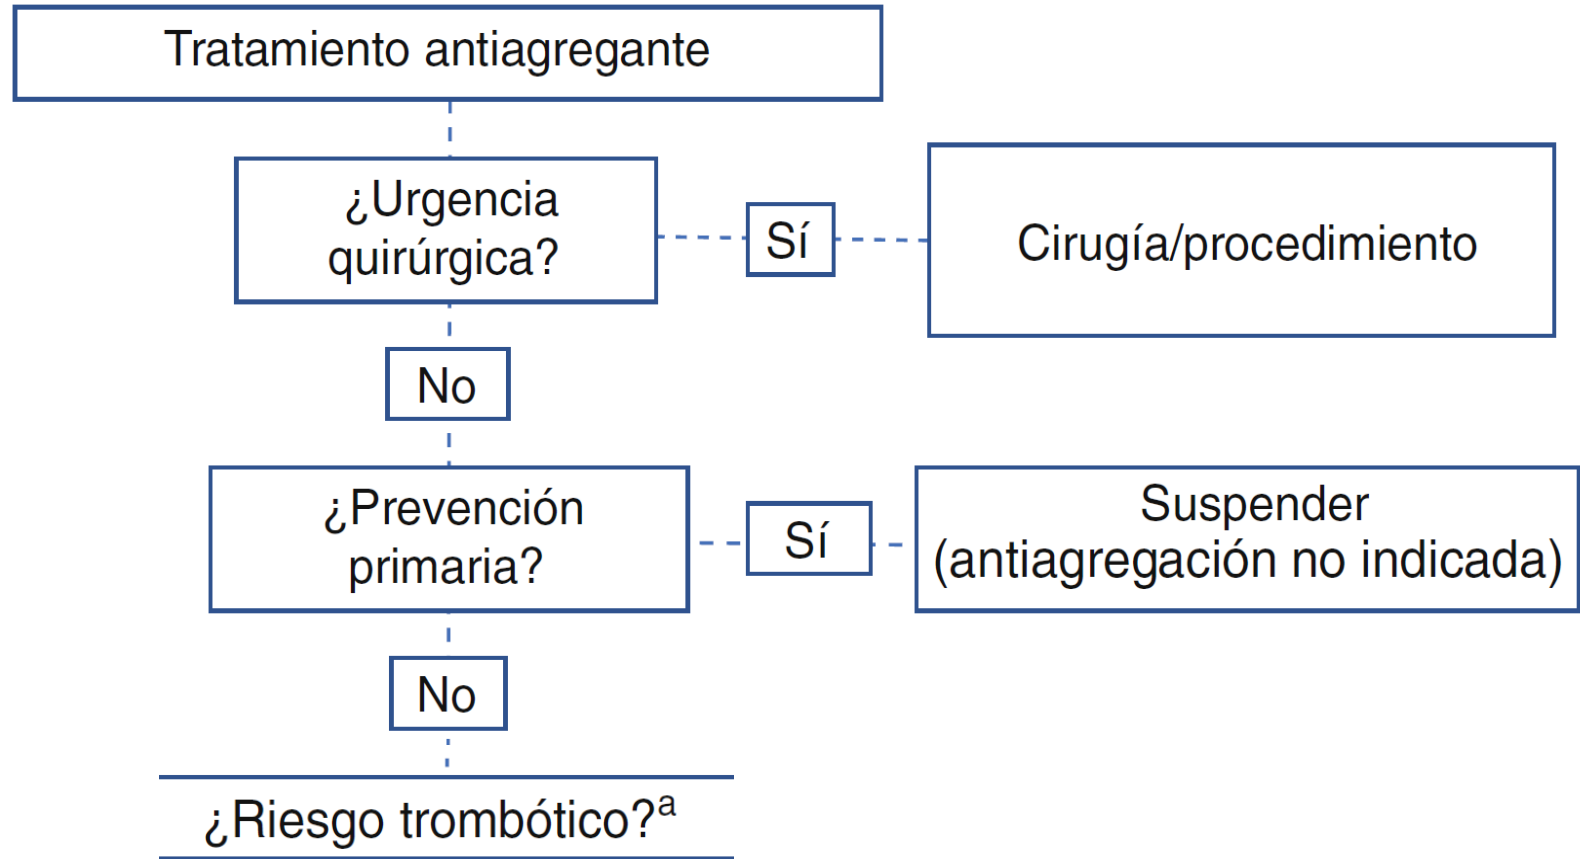 Tratamiento antiagregante
¿Urgencia
quirúrgica?
Sí
Cirugía/procedimiento
No
¿Prevención
primaria?
Sí
Suspender
(antiagregación no indicada)
No
¿Riesgo trombótico?ª